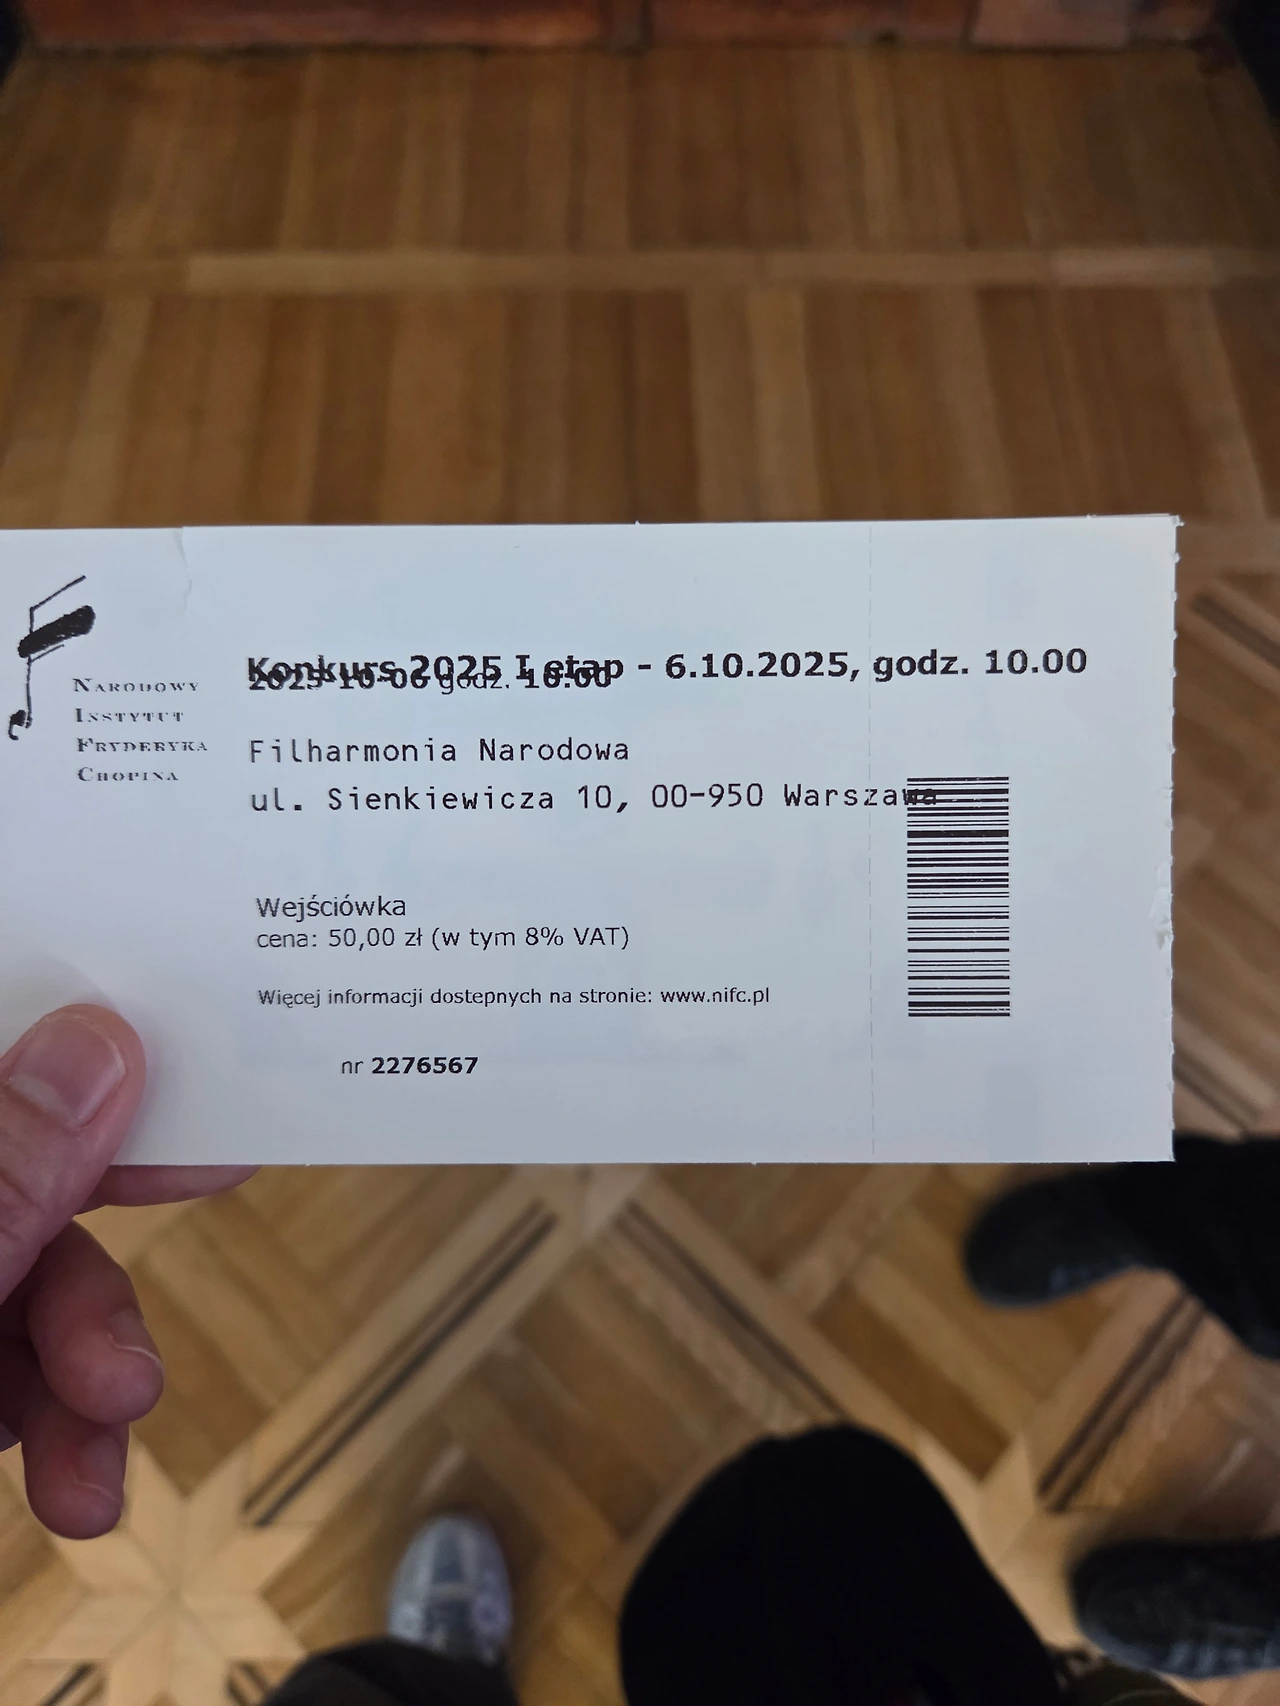 Konkurs 2025 I etap - 6.10.2025, godz. 10.00
2025-10-06 godz. 10:00
NARODOWY
INSTYTUT
FRYDERYKA
CHOPINA
Filharmonia Narodowa
ul. Sienkiewicza 10, 00-950 Warszawa
Wejściówka
cena: 50,00 zł (w tym 8% VAT)
Więcej informacji dostepnych na stronie: www.nifc.pl
nr 2276567